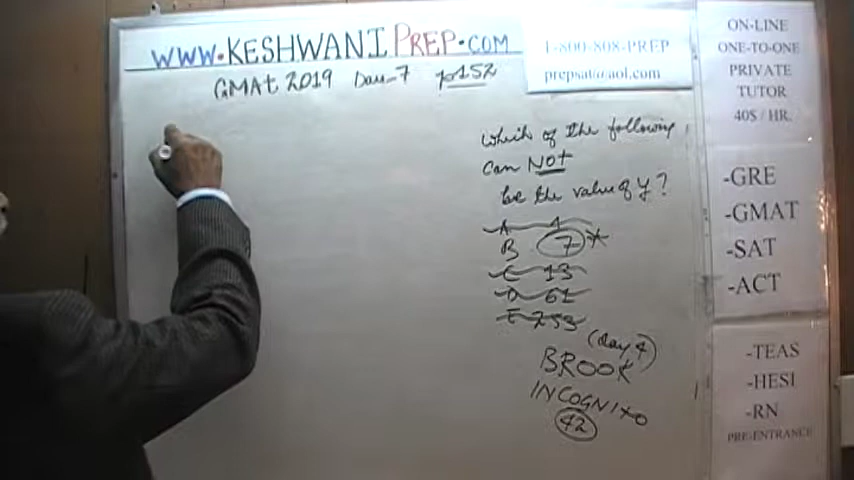 WWW.KESHWANIPREP.COM
GMAt 2019 Days-7 p152
1-800-808-PREP
prepsat@aol.com
Which of the following
can NOt
be the value of y?
A 1
B 7 *
C 13
D 61
E 253
(day 4)
BROOK
INCOGNITO
42
ON-LINE
ONE-TO-ONE
PRIVATE
TUTOR
40$ / HR.
-GRE
-GMAT
-SAT
-ACT
-TEAS
-HESI
-RN
PRE-ENTRANCE